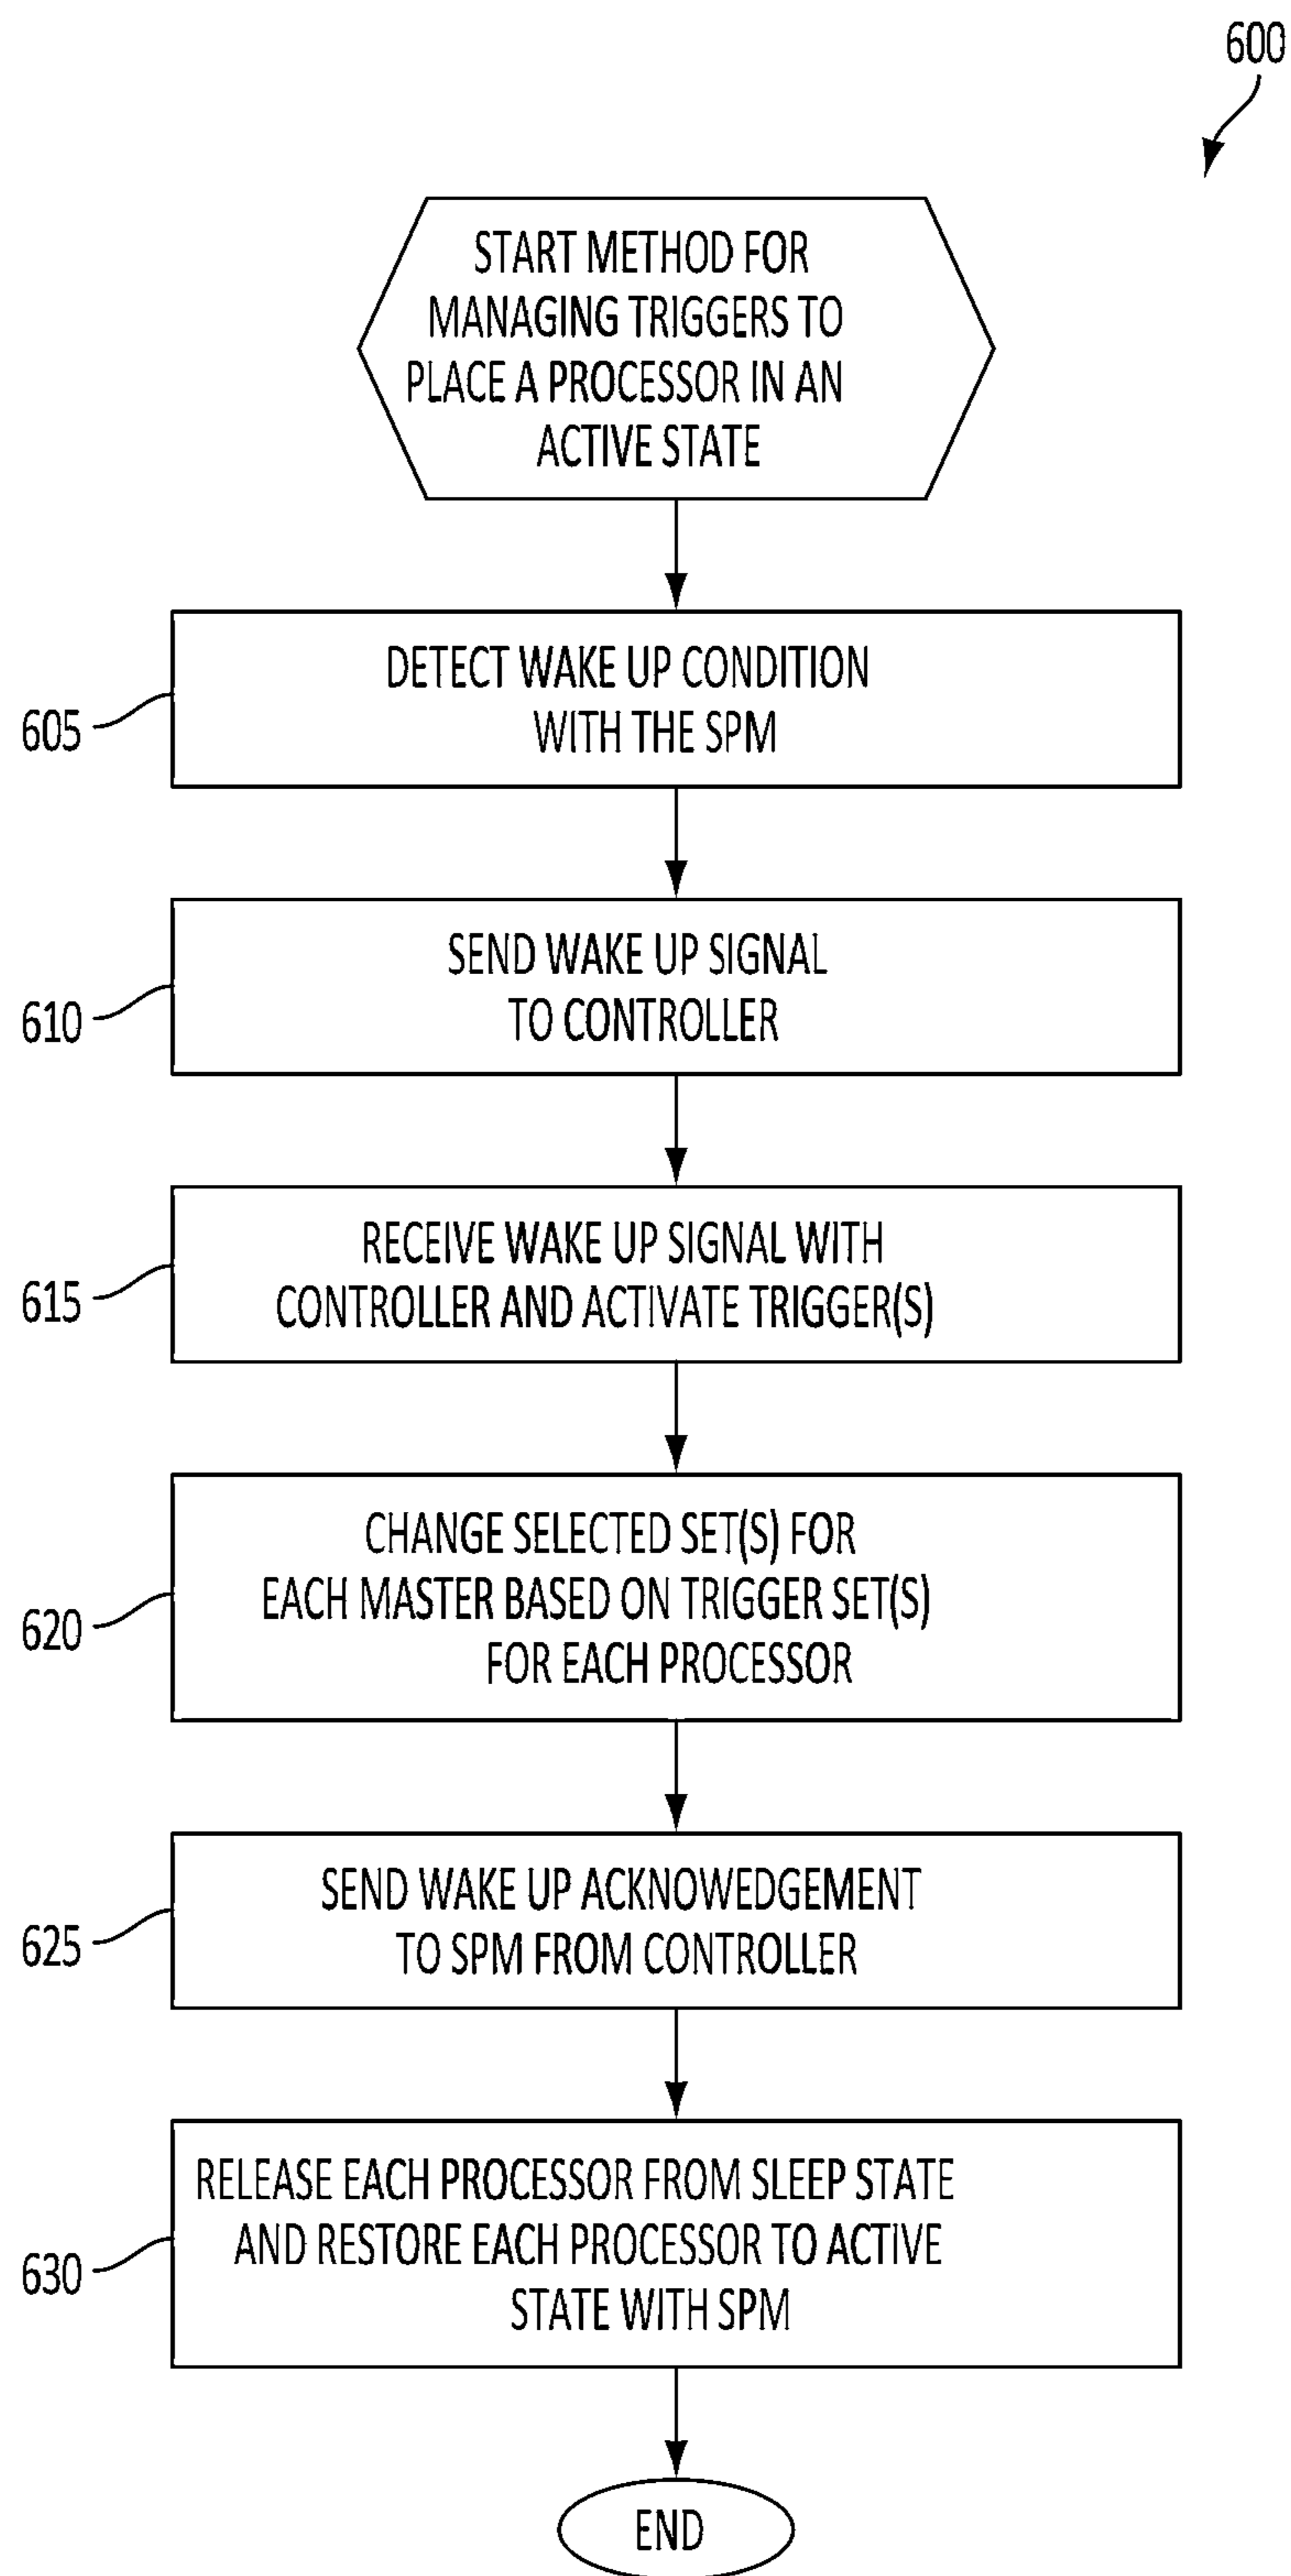 600
START METHOD FOR
MANAGING TRIGGERS TO
PLACE A PROCESSOR IN AN
ACTIVE STATE
DETECT WAKE UP CONDITION
WITH THE SPM
605
SEND WAKE UP SIGNAL
TO CONTROLLER
610
RECEIVE WAKE UP SIGNAL WITH
CONTROLLER AND ACTIVATE TRIGGER(S)
615
CHANGE SELECTED SET(S) FOR
EACH MASTER BASED ON TRIGGER SET(S)
FOR EACH PROCESSOR
620
SEND WAKE UP ACKNOWEDGEMENT
TO SPM FROM CONTROLLER
625
RELEASE EACH PROCESSOR FROM SLEEP STATE
AND RESTORE EACH PROCESSOR TO ACTIVE
STATE WITH SPM
630
END